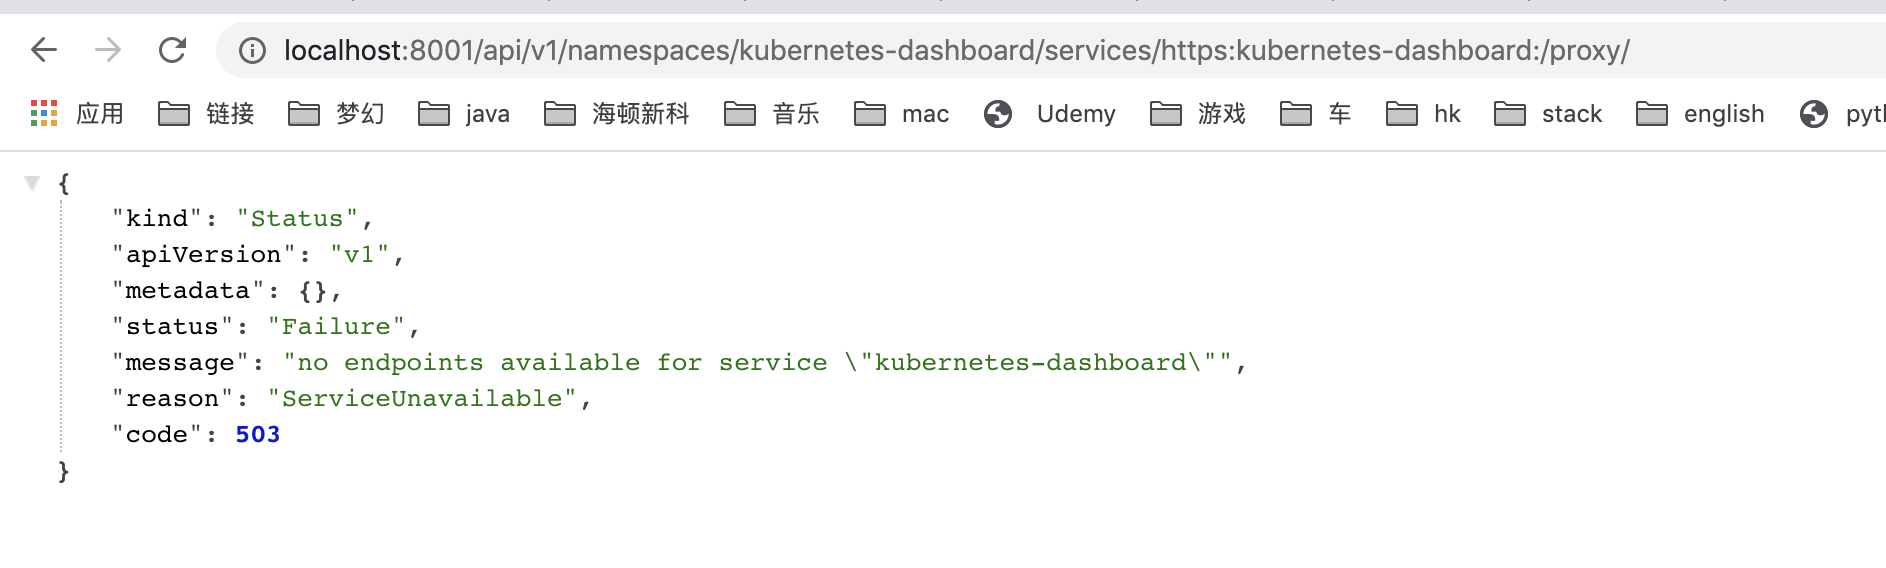 localhost:8001/api/v1/namespaces/kubernetes-dashboard/services/https:kubernetes-dashboard:/proxy/
应用 链接 梦幻 java 海顿新科 音乐 mac Udemy 游戏 车 hk stack english
{
"kind": "Status",
"apiVersion": "v1",
"metadata": {},
"status": "Failure",
"message": "no endpoints available for service \"kubernetes-dashboard\"",
"reason": "ServiceUnavailable",
"code": 503
}